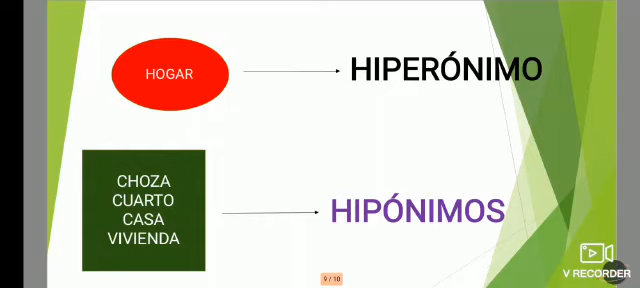 HOGAR
HIPERÓNIMO
CHOZA
CUARTO
CASA
VIVIENDA
HIPÓNIMOS
9 / 10
V RECORDER